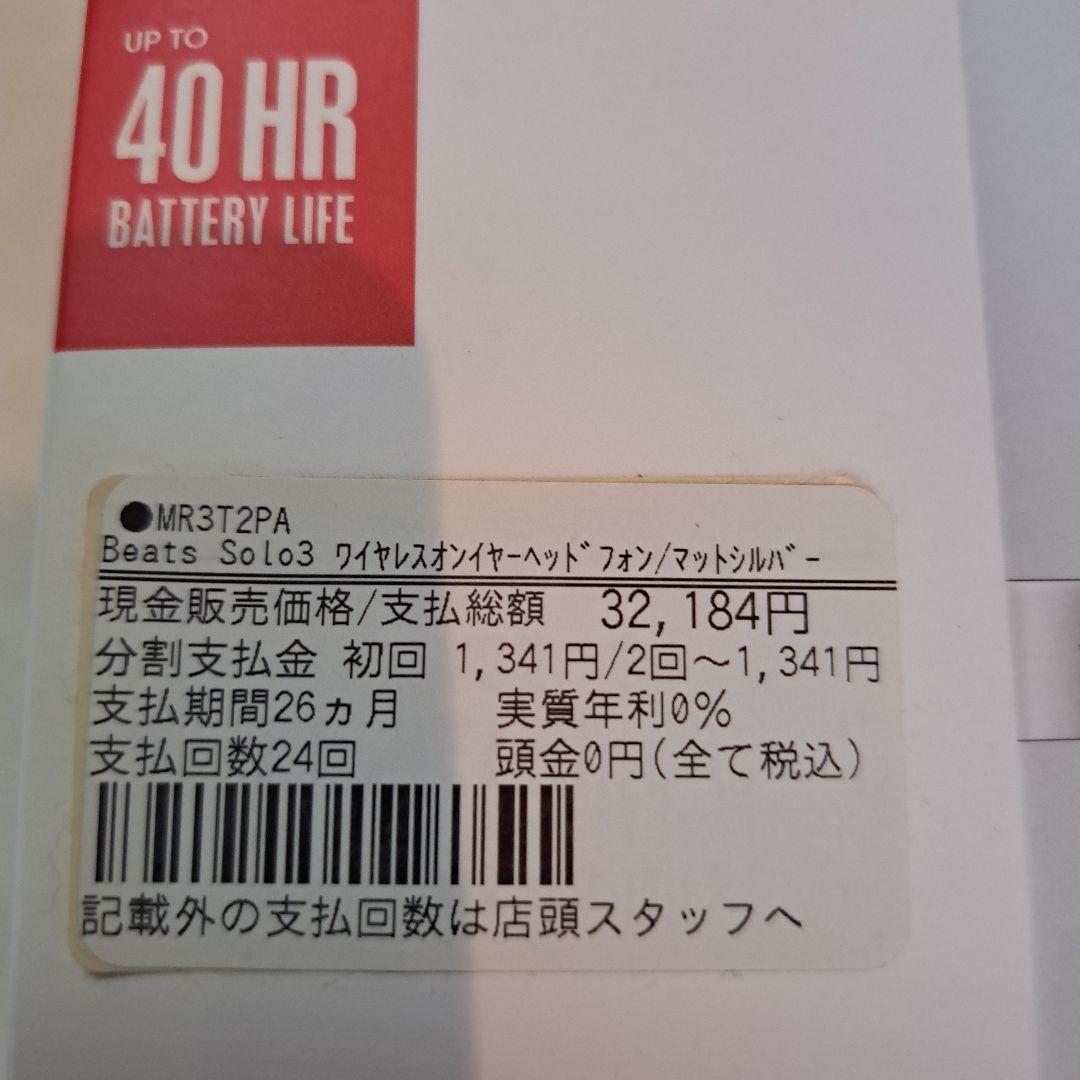 UP TO
40 HR
BATTERY LIFE
●MR3T2PA
Beats Solo3 ﾜｲﾔﾚｽｵﾝｲﾔｰﾍｯﾄﾞﾌｫﾝ/ﾏｯﾄｼﾙﾊﾞｰ
現金販売価格/支払総額 32,184円
分割支払金 初回 1,341円/2回～1,341円
支払期間26ヵ月 実質年利0%
支払回数24回 頭金0円(全て税込)
記載外の支払回数は店頭スタッフへ